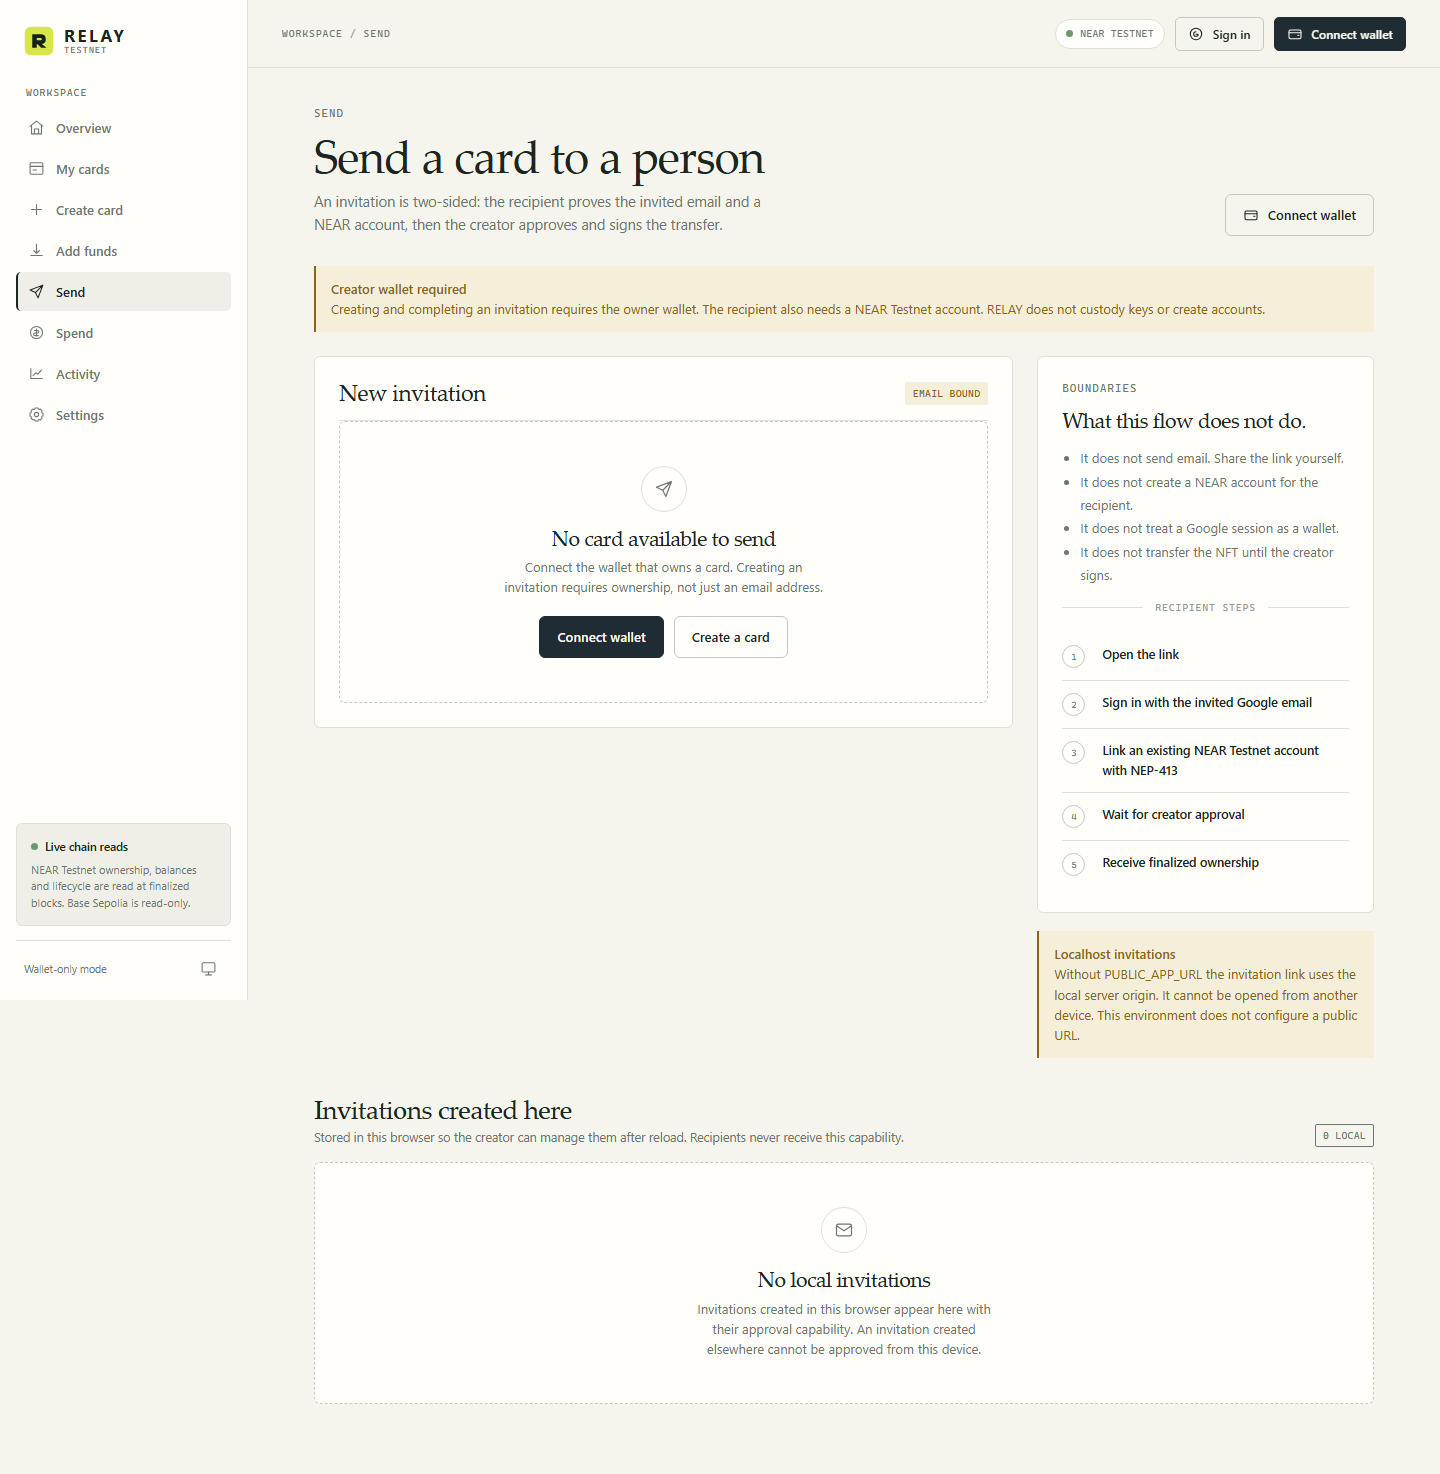 RELAY
TESTNET
WORKSPACE
Overview
My cards
Create card
Add funds
Send
Spend
Activity
Settings
Live chain reads
NEAR Testnet ownership, balances
and lifecycle are read at finalized
blocks. Base Sepolia is read-only.
Wallet-only mode
WORKSPACE / SEND
NEAR TESTNET
Sign in
Connect wallet
SEND
Send a card to a person
An invitation is two-sided: the recipient proves the invited email and a
NEAR account, then the creator approves and signs the transfer.
Connect wallet
Creator wallet required
Creating and completing an invitation requires the owner wallet. The recipient also needs a NEAR Testnet account. RELAY does not custody keys or create accounts.
New invitation
EMAIL BOUND
No card available to send
Connect the wallet that owns a card. Creating an
invitation requires ownership, not just an email address.
Connect wallet
Create a card
BOUNDARIES
What this flow does not do.
• It does not send email. Share the link yourself.
• It does not create a NEAR account for the
recipient.
• It does not treat a Google session as a wallet.
• It does not transfer the NFT until the creator
signs.
RECIPIENT STEPS
1 Open the link
2 Sign in with the invited Google email
3 Link an existing NEAR Testnet account
with NEP-413
4 Wait for creator approval
5 Receive finalized ownership
Localhost invitations
Without PUBLIC_APP_URL the invitation link uses the
local server origin. It cannot be opened from another
device. This environment does not configure a public
URL.
Invitations created here
Stored in this browser so the creator can manage them after reload. Recipients never receive this capability.
0 LOCAL
No local invitations
Invitations created in this browser appear here with
their approval capability. An invitation created
elsewhere cannot be approved from this device.